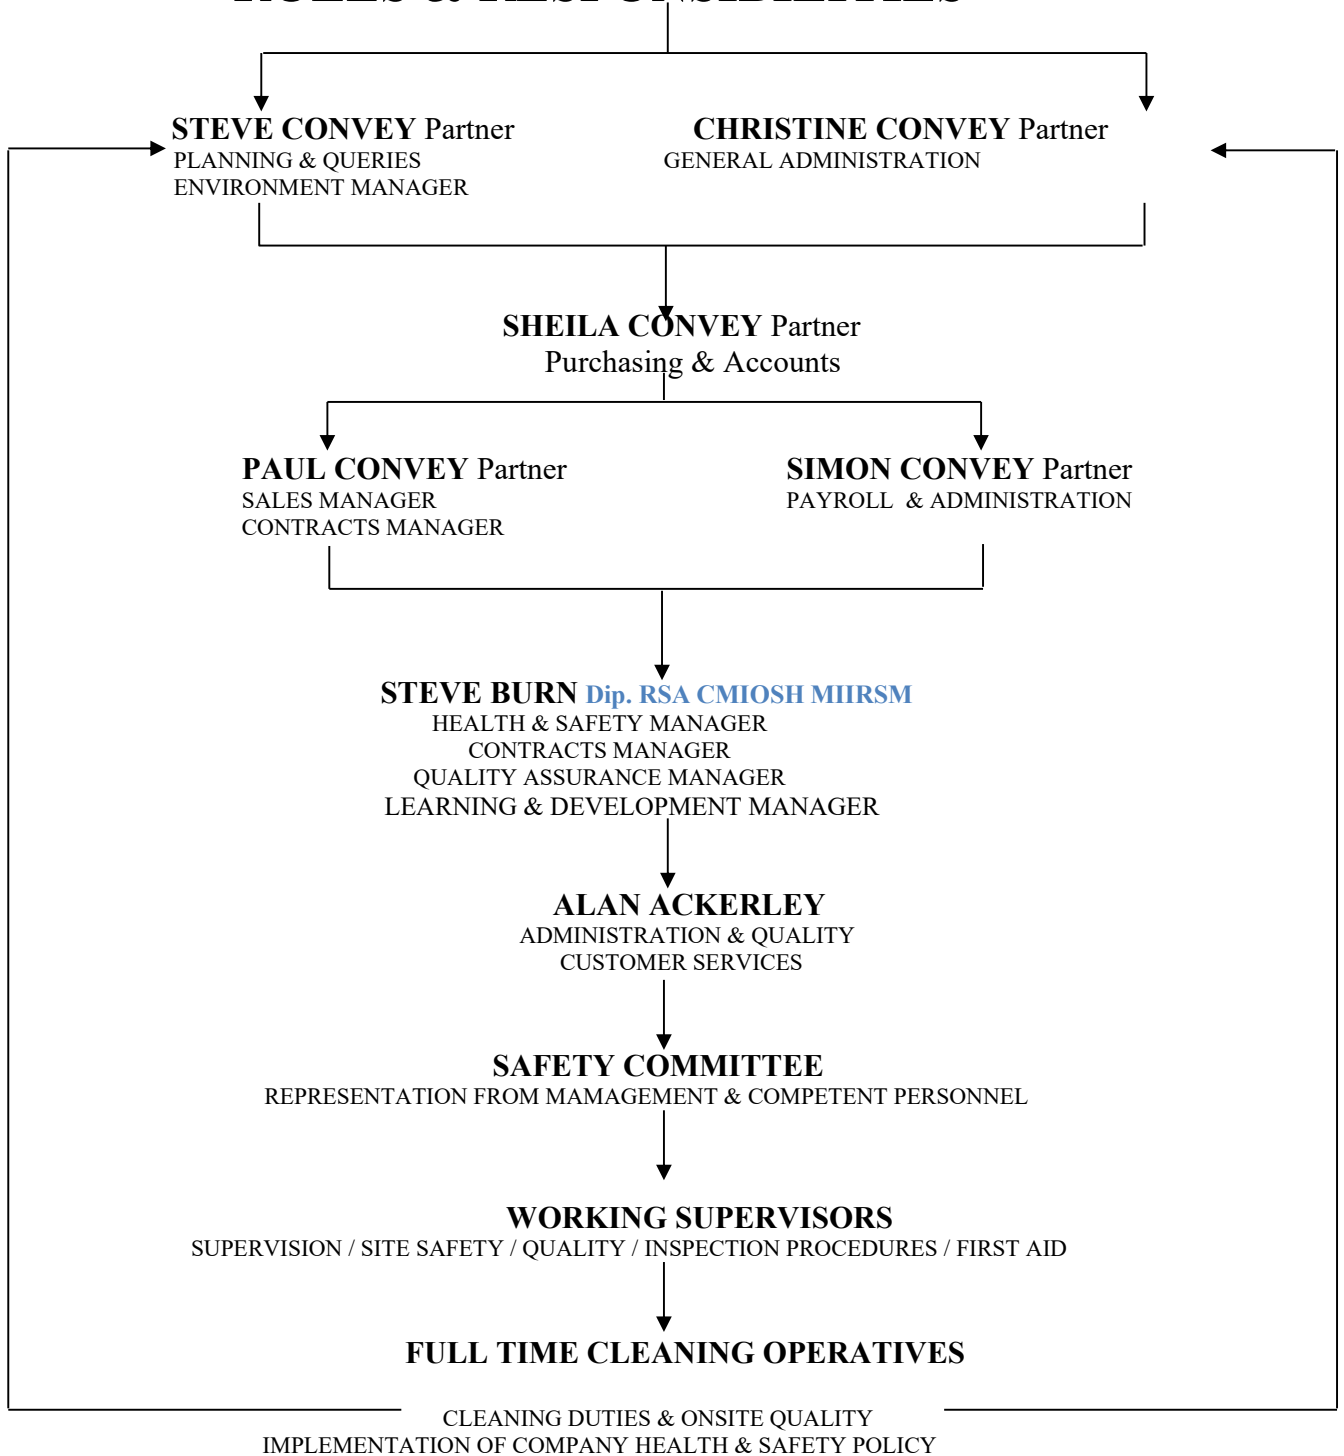 ROLES & RESPONSIBILITIES
STEVE CONVEY Partner
PLANNING & QUERIES
ENVIRONMENT MANAGER
CHRISTINE CONVEY Partner
GENERAL ADMINISTRATION
SHEILA CONVEY Partner
Purchasing & Accounts
PAUL CONVEY Partner
SALES MANAGER
CONTRACTS MANAGER
SIMON CONVEY Partner
PAYROLL & ADMINISTRATION
STEVE BURN Dip. RSA CMIOSH MIIRSM
HEALTH & SAFETY MANAGER
CONTRACTS MANAGER
QUALITY ASSURANCE MANAGER
LEARNING & DEVELOPMENT MANAGER
ALAN ACKERLEY
ADMINISTRATION & QUALITY
CUSTOMER SERVICES
SAFETY COMMITTEE
REPRESENTATION FROM MAMAGEMENT & COMPETENT PERSONNEL
WORKING SUPERVISORS
SUPERVISION / SITE SAFETY / QUALITY / INSPECTION PROCEDURES / FIRST AID
FULL TIME CLEANING OPERATIVES
CLEANING DUTIES & ONSITE QUALITY
IMPLEMENTATION OF COMPANY HEALTH & SAFETY POLICY